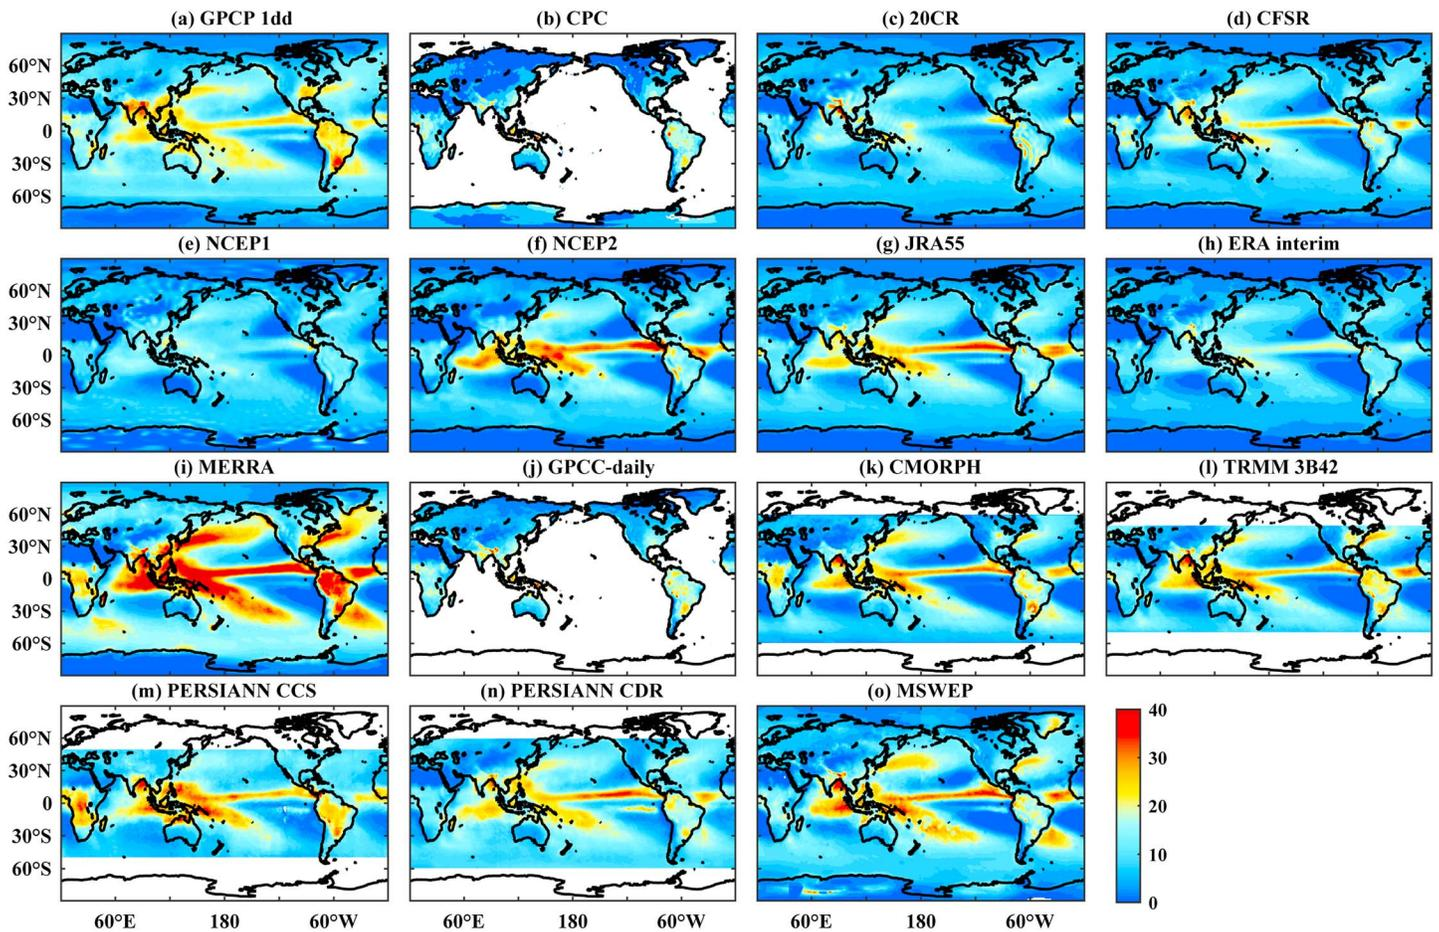 (a) GPCP 1dd (b) CPC (c) 20CR (d) CFSR
60°N
30°N
0
30°S
60°S
(e) NCEP1 (f) NCEP2 (g) JRA55 (h) ERA interim
60°N
30°N
0
30°S
60°S
(i) MERRA (j) GPCC-daily (k) CMORPH (l) TRMM 3B42
60°N
30°N
0
30°S
60°S
(m) PERSIANN CCS (n) PERSIANN CDR (o) MSWEP
60°N
30°N
0
30°S
60°S
60°E 180 60°W 60°E 180 60°W 60°E 180 60°W
40
30
20
10
0